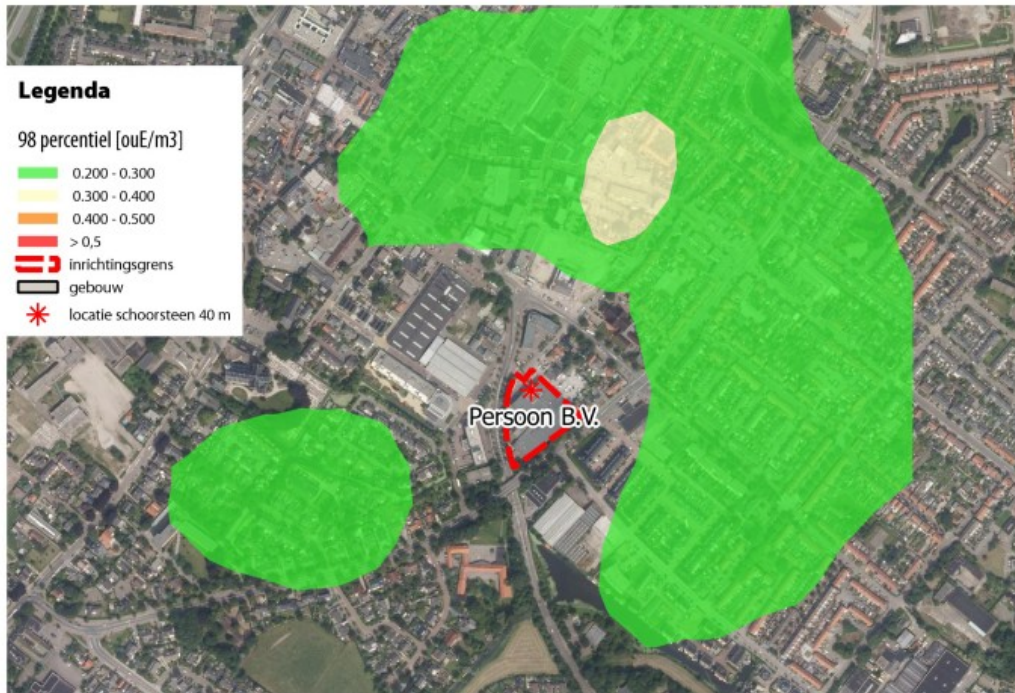 Legenda
98 percentiel [ouE/m3]
0.200 - 0.300
0.300 - 0.400
0.400 - 0.500
> 0,5
inrichtingsgrens
gebouw
locatie schoorsteen 40 m
Persoon B.V.